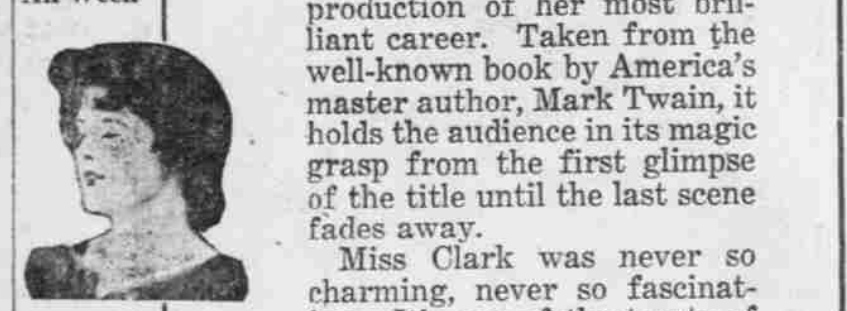 production of her most bril-
liant career. Taken from the
well-known book by America's
master author, Mark Twain, it
holds the audience in its magic
grasp from the first glimpse
of the title until the last scene
fades away.
Miss Clark was never so
charming, never so fascinat-